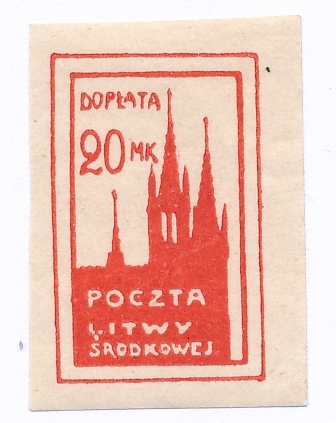 DOPŁATA
20 MK
POCZTA
LITWY
ŚRODKOWEJ